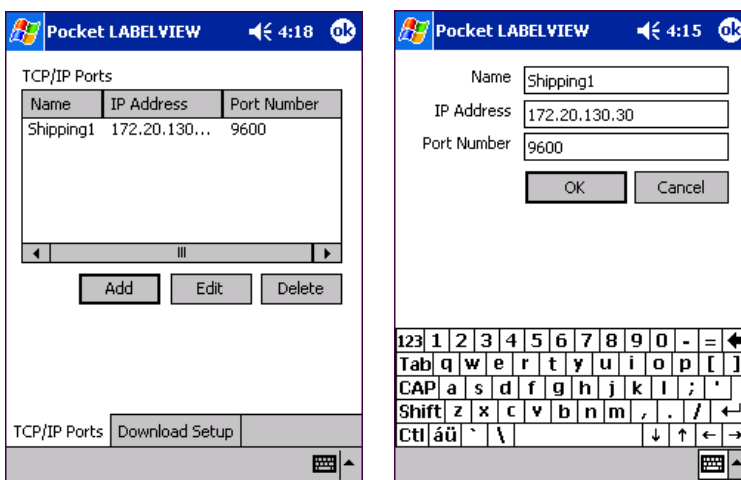 Pocket LABELVIEW 4:18 ok
TCP/IP Ports
Name IP Address Port Number
Shipping1 172.20.130... 9600
Add Edit Delete
TCP/IP Ports Download Setup
Pocket LABELVIEW 4:15 ok
Name Shipping1
IP Address 172.20.130.30
Port Number 9600
OK Cancel
123 1 2 3 4 5 6 7 8 9 0 - =
Tab q w e r t y u i o p [ ]
CAP a s d f g h j k l ; '
Shift z x c v b n m , . /
Ctl áü ` \